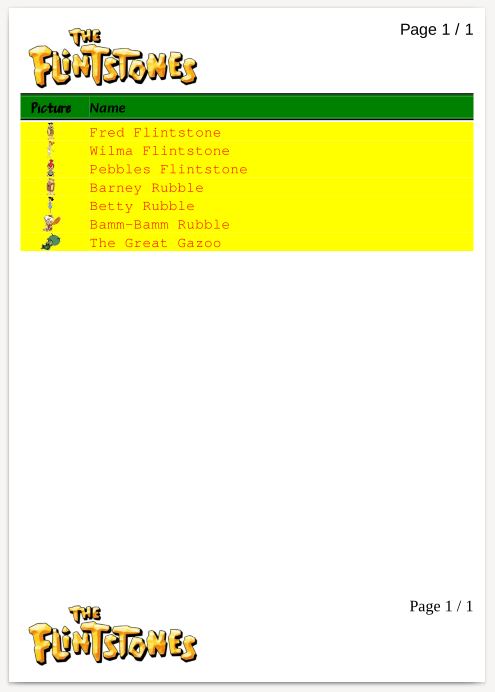 THE
FLINTSTONES
Page 1 / 1
Picture Name
Fred Flintstone
Wilma Flintstone
Pebbles Flintstone
Barney Rubble
Betty Rubble
Bamm-Bamm Rubble
The Great Gazoo
THE
FLINTSTONES
Page 1 / 1